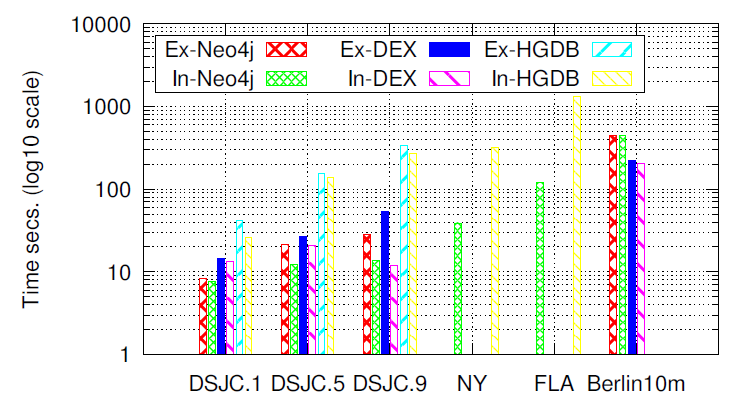 10000
1000
100
10
1
Time secs. (log10 scale)
Ex-Neo4j Ex-DEX Ex-HGDB
In-Neo4j In-DEX In-HGDB
DSJC.1 DSJC.5 DSJC.9 NY FLA Berlin10m